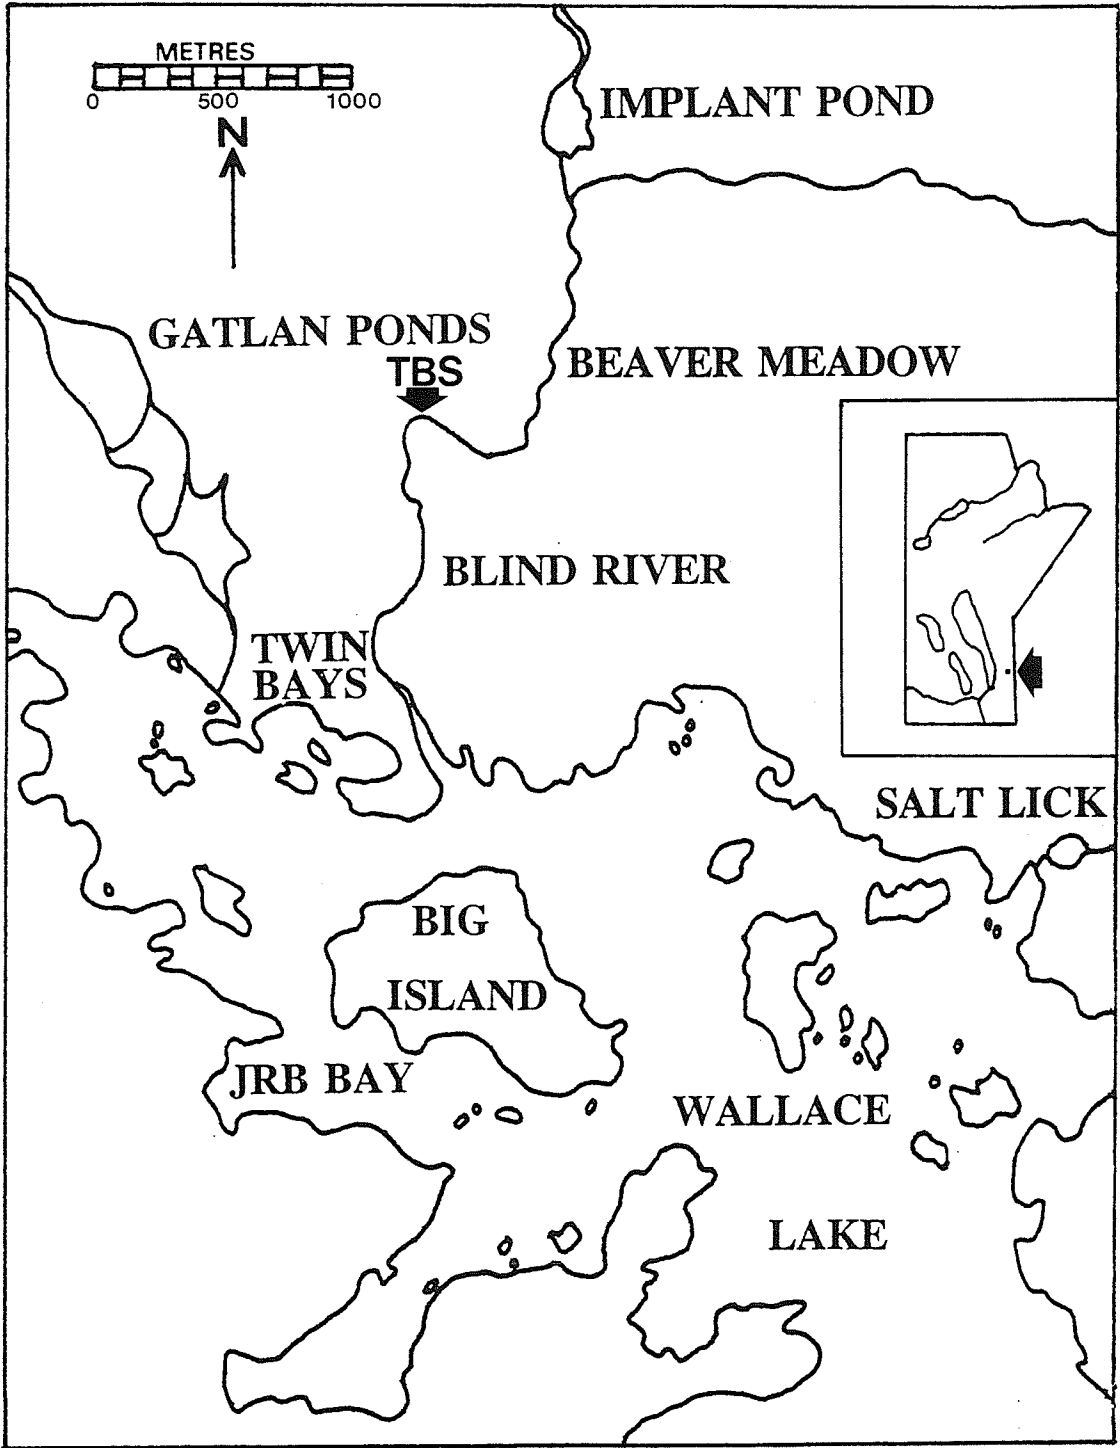 METRES
0 500 1000
N
IMPLANT POND
GATLAN PONDS
TBS
BEAVER MEADOW
BLIND RIVER
TWIN
BAYS
SALT LICK
BIG
ISLAND
JRB BAY
WALLACE
LAKE